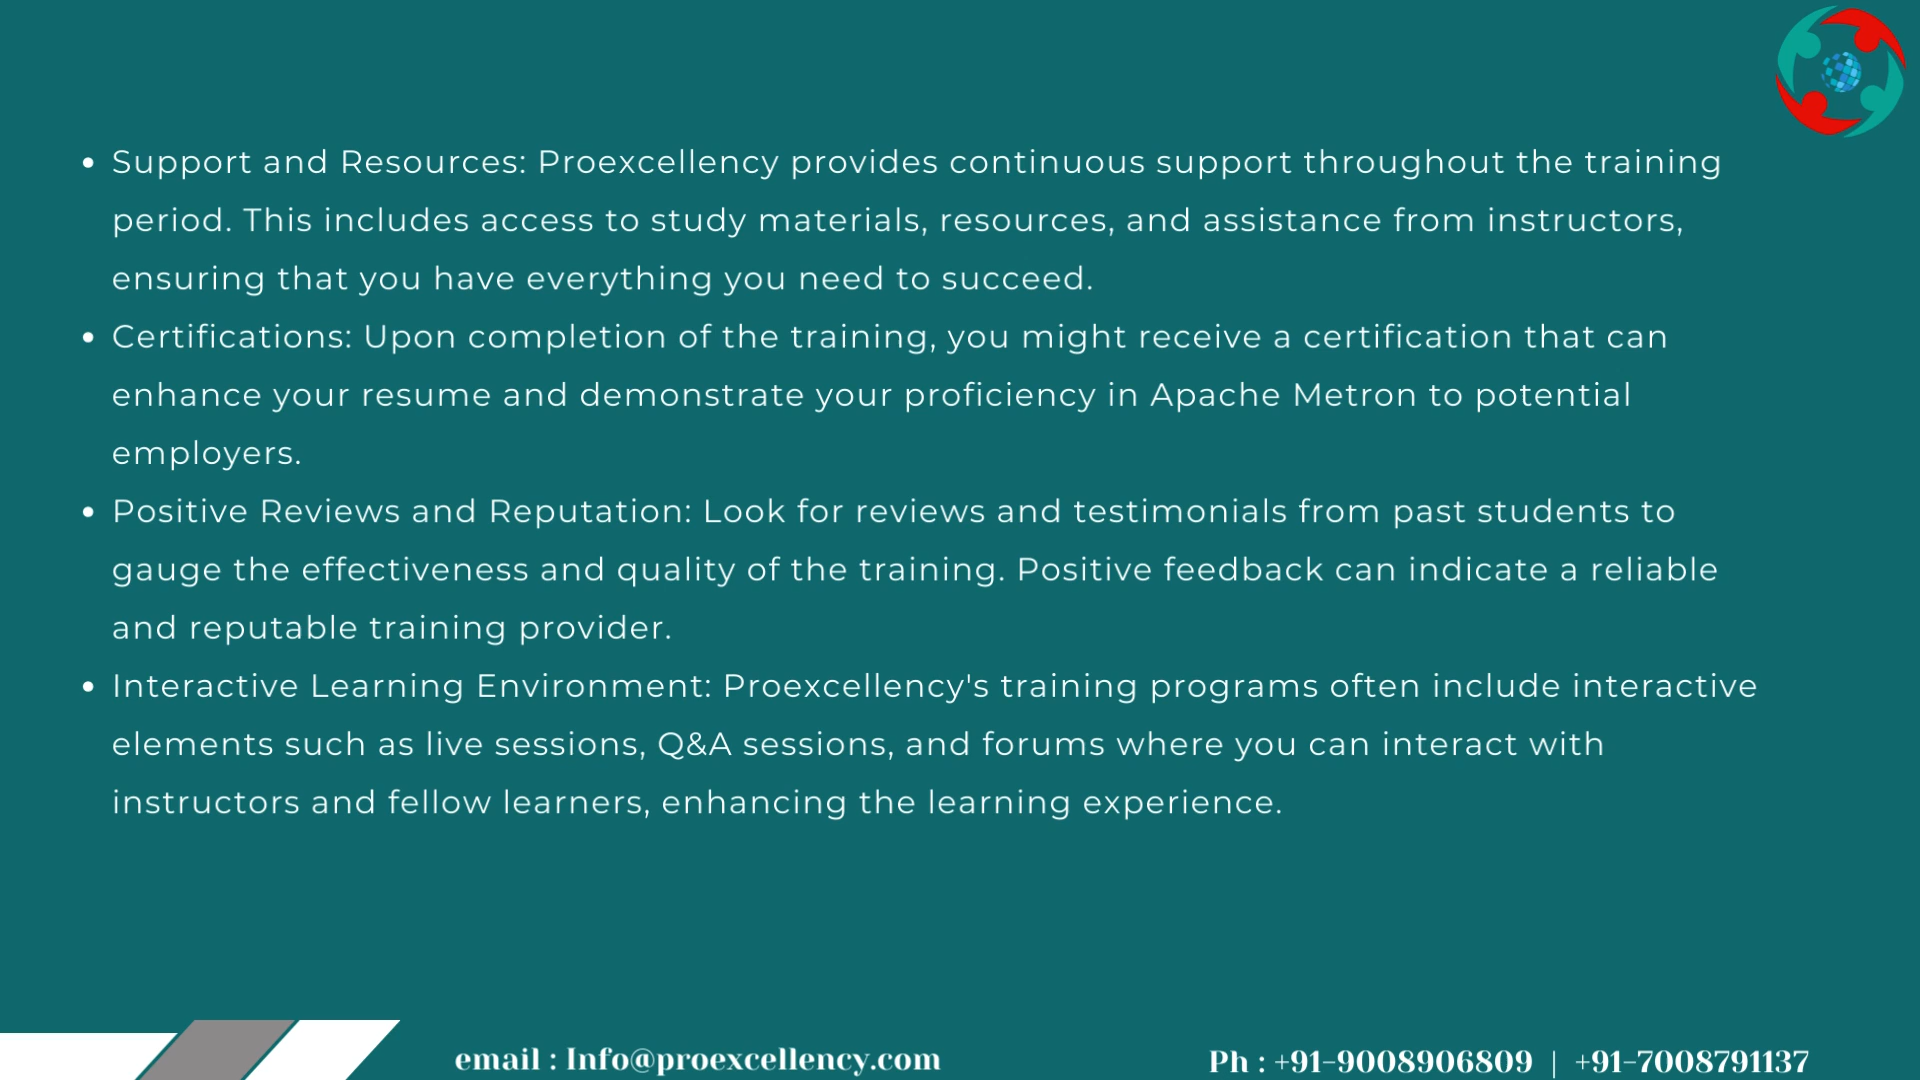 • Support and Resources: Proexcellency provides continuous support throughout the training
period. This includes access to study materials, resources, and assistance from instructors,
ensuring that you have everything you need to succeed.
• Certifications: Upon completion of the training, you might receive a certification that can
enhance your resume and demonstrate your proficiency in Apache Metron to potential
employers.
• Positive Reviews and Reputation: Look for reviews and testimonials from past students to
gauge the effectiveness and quality of the training. Positive feedback can indicate a reliable
and reputable training provider.
• Interactive Learning Environment: Proexcellency's training programs often include interactive
elements such as live sessions, Q&A sessions, and forums where you can interact with
instructors and fellow learners, enhancing the learning experience.
email : Info@proexcellency.com
Ph : +91-9008906809 | +91-7008791137